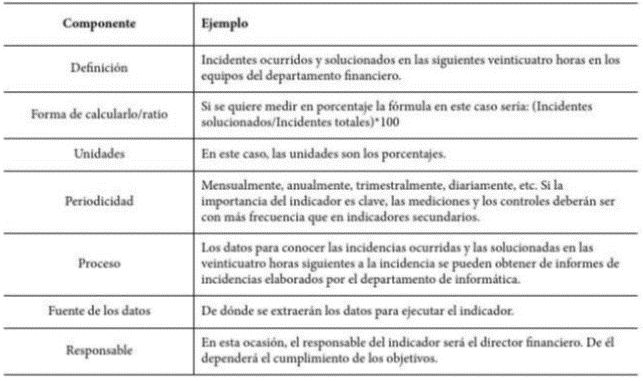 Componente Ejemplo
Definición
Incidentes ocurridos y solucionados en las siguientes veinticuatro horas en los
equipos del departamento financiero.
Forma de calcularlo/ratio
Si se quiere medir en porcentaje la fórmula en este caso sería: (Incidentes
solucionados/Incidentes totales)*100
Unidades En este caso, las unidades son los porcentajes.
Periodicidad
Mensualmente, anualmente, trimestralmente, diariamente, etc. Si la
importancia del indicador es clave, las mediciones y los controles deberán ser
con más frecuencia que en indicadores secundarios.
Proceso
Los datos para conocer las incidencias ocurridas y las solucionadas en las
veinticuatro horas siguientes a la incidencia se pueden obtener de informes de
incidencias elaborados por el departamento de informática.
Fuente de los datos De dónde se extraerán los datos para ejecutar el indicador.
Responsable
En esta ocasión, el responsable del indicador será el director financiero. De él
dependerá el cumplimiento de los objetivos.